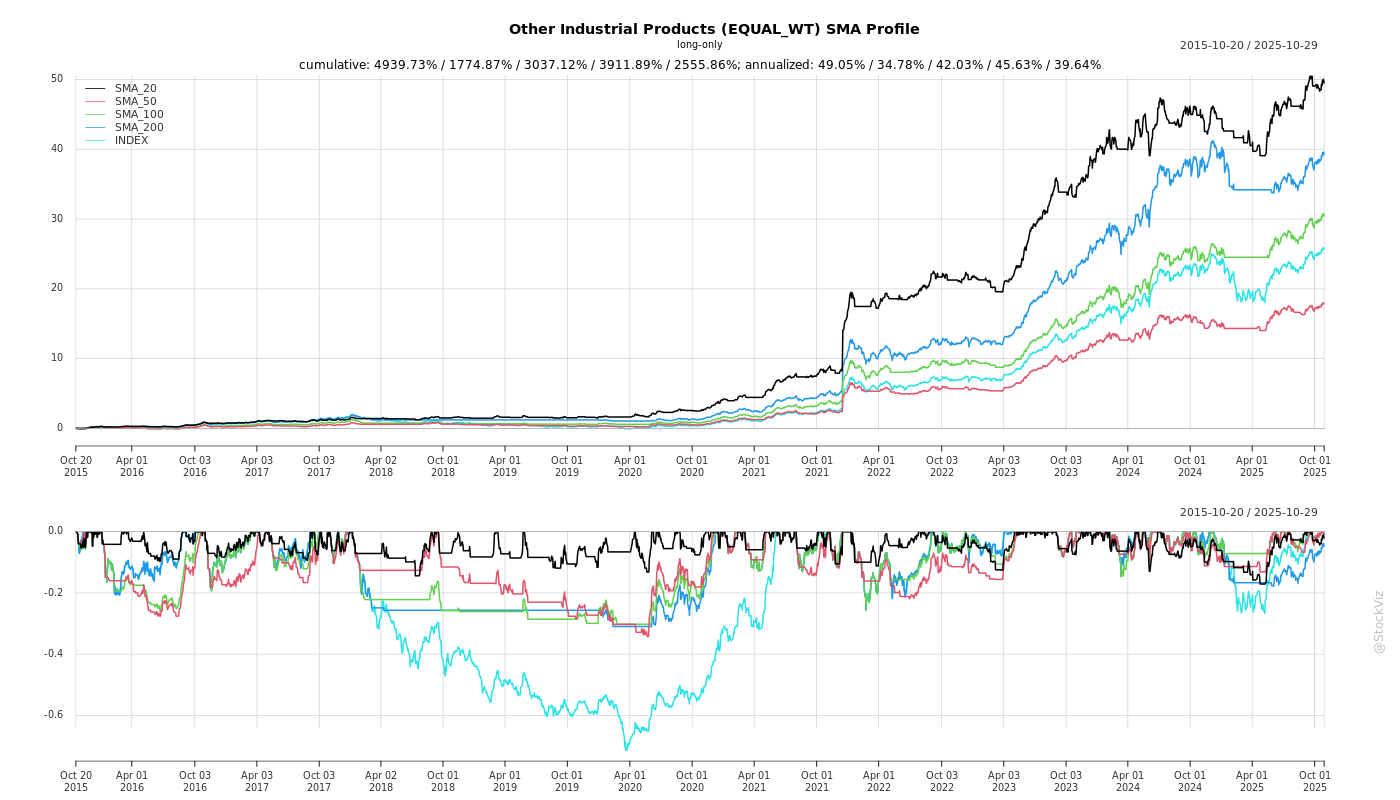 Other Industrial Products (EQUAL_WT) SMA Profile
long-only
2015-10-20 / 2025-10-29
cumulative: 4939.73% / 1774.87% / 3037.12% / 3911.89% / 2555.86%; annualized: 49.05% / 34.78% / 42.03% / 45.63% / 39.64%
50
40
30
20
10
0
SMA_20
SMA_50
SMA_100
SMA_200
INDEX
Oct 20 Apr 01 Oct 03 Apr 03 Oct 03 Apr 02 Oct 01 Apr 01 Oct 01 Apr 01 Oct 01 Apr 01 Oct 01 Apr 01 Oct 03 Apr 03 Oct 03 Apr 01 Oct 01 Apr 01 Oct 01
2015 2016 2016 2017 2017 2018 2018 2019 2019 2020 2020 2021 2021 2022 2022 2023 2023 2024 2024 2025 2025
2015-10-20 / 2025-10-29
0.0
-0.2
-0.4
-0.6
Oct 20 Apr 01 Oct 03 Apr 03 Oct 03 Apr 02 Oct 01 Apr 01 Oct 01 Apr 01 Oct 01 Apr 01 Oct 01 Apr 01 Oct 03 Apr 03 Oct 03 Apr 01 Oct 01 Apr 01 Oct 01
2015 2016 2016 2017 2017 2018 2018 2019 2019 2020 2020 2021 2021 2022 2022 2023 2023 2024 2024 2025 2025
@StockViz